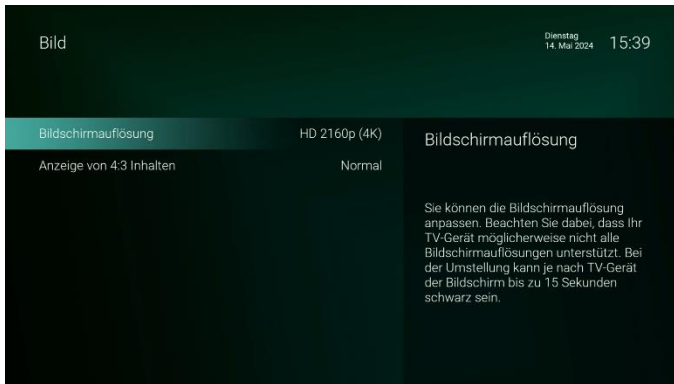 Bild
Dienstag
14. Mai 2024
15:39
Bildschirmauflösung
HD 2160p (4K)
Anzeige von 4:3 Inhalten
Normal
Bildschirmauflösung
Sie können die Bildschirmauflösung
anpassen. Beachten Sie dabei, dass Ihr
TV-Gerät möglicherweise nicht alle
Bildschirmauflösungen unterstützt. Bei
der Umstellung kann je nach TV-Gerät
der Bildschirm bis zu 15 Sekunden
schwarz sein.